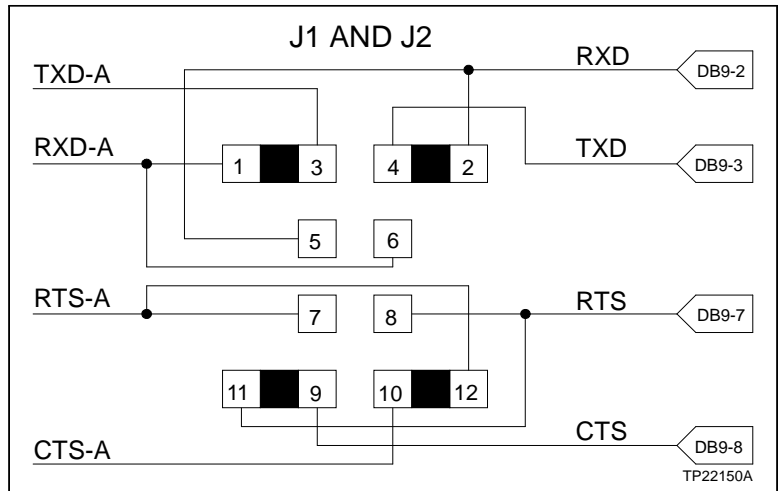 J1 AND J2
TXD-A
RXD
DB9-2
RXD-A
1
3
4
2
TXD
DB9-3
5
6
RTS-A
7
8
RTS
DB9-7
11
9
10
12
CTS-A
CTS
DB9-8
TP22150A